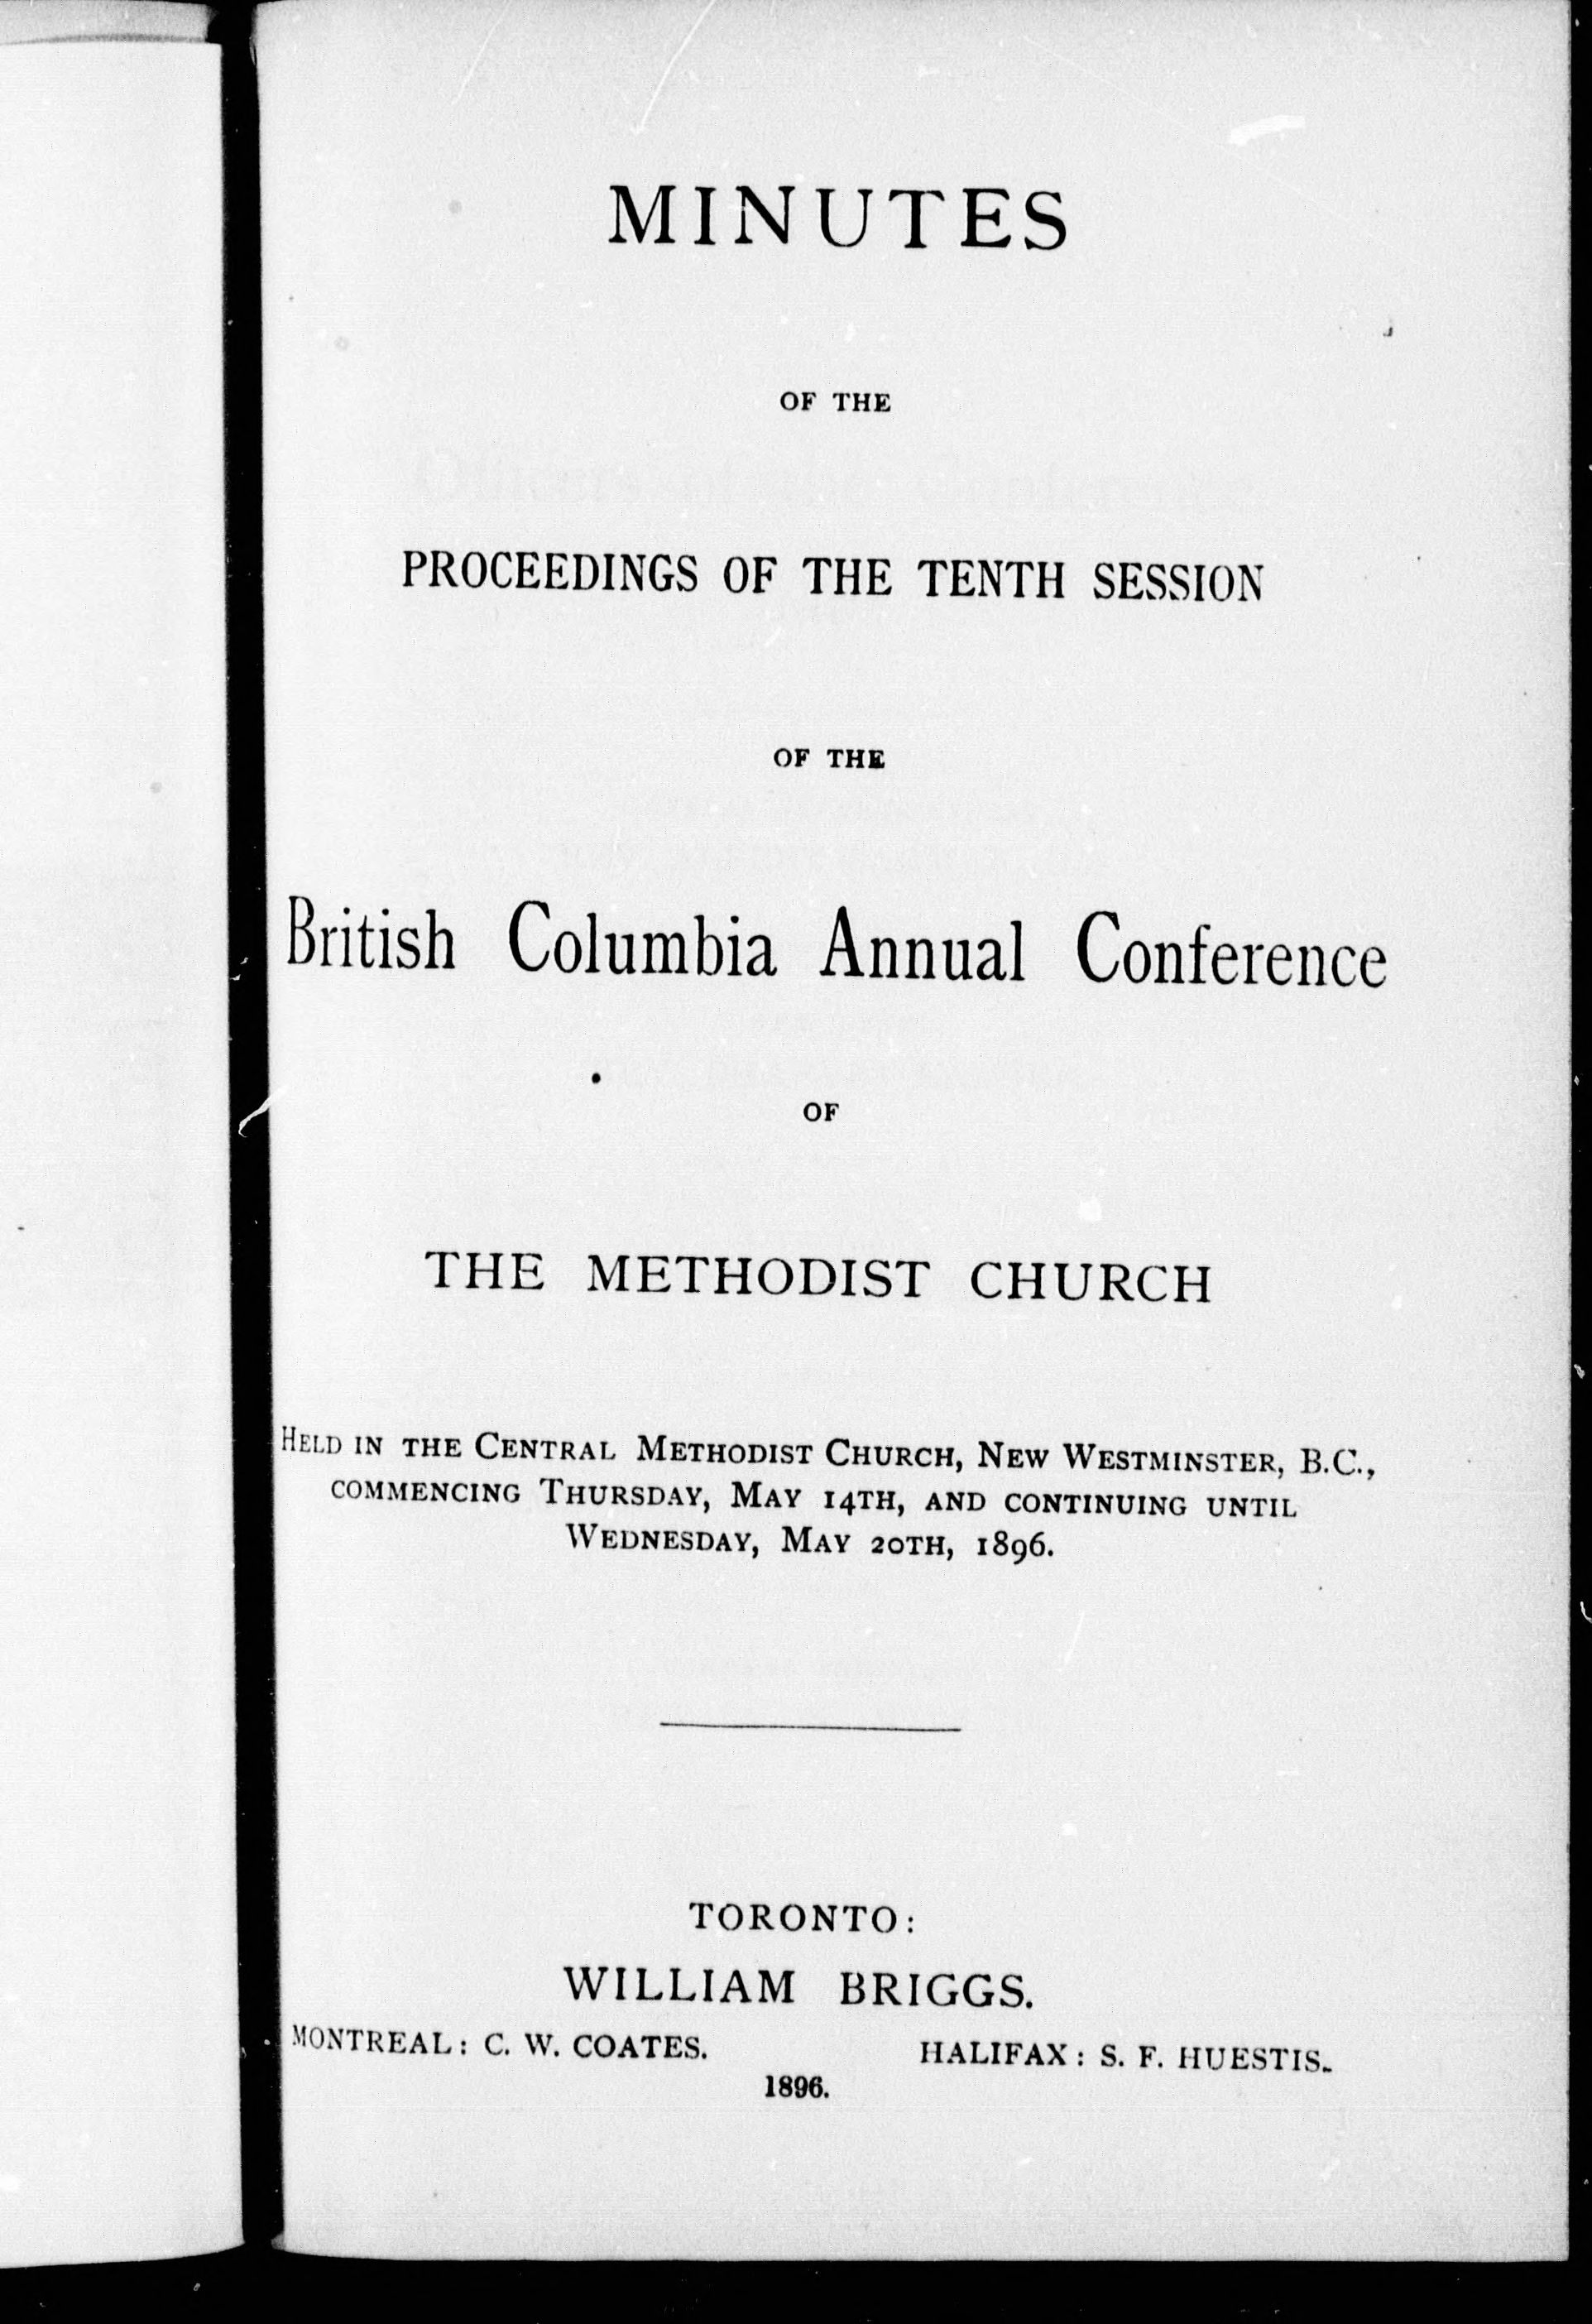 MINUTES
OF THE
PROCEEDINGS OF THE TENTH SESSION
OF THE
British Columbia Annual Conference
OF
THE METHODIST CHURCH
HELD IN THE CENTRAL METHODIST CHURCH, NEW WESTMINSTER, B.C.,
COMMENCING THURSDAY, MAY 14TH, AND CONTINUING UNTIL
WEDNESDAY, MAY 20TH, 1896.
TORONTO:
WILLIAM BRIGGS.
MONTREAL: C. W. COATES. HALIFAX: S. F. HUESTIS.
1896.